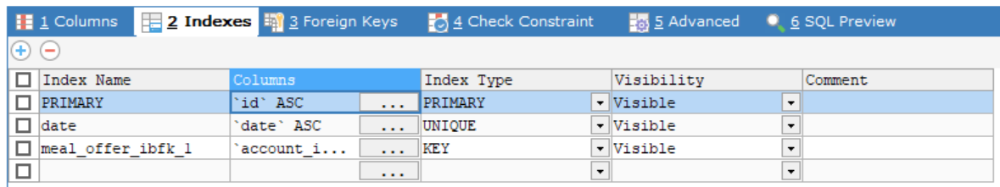 1 Columns 2 Indexes 3 Foreign Keys 4 Check Constraint 5 Advanced 6 SQL Preview
Index Name Columns Index Type Visibility Comment
PRIMARY `id` ASC ... PRIMARY Visible
date `date` ASC ... UNIQUE Visible
meal_offer_ibfk_1 `account_i... ... KEY Visible
...